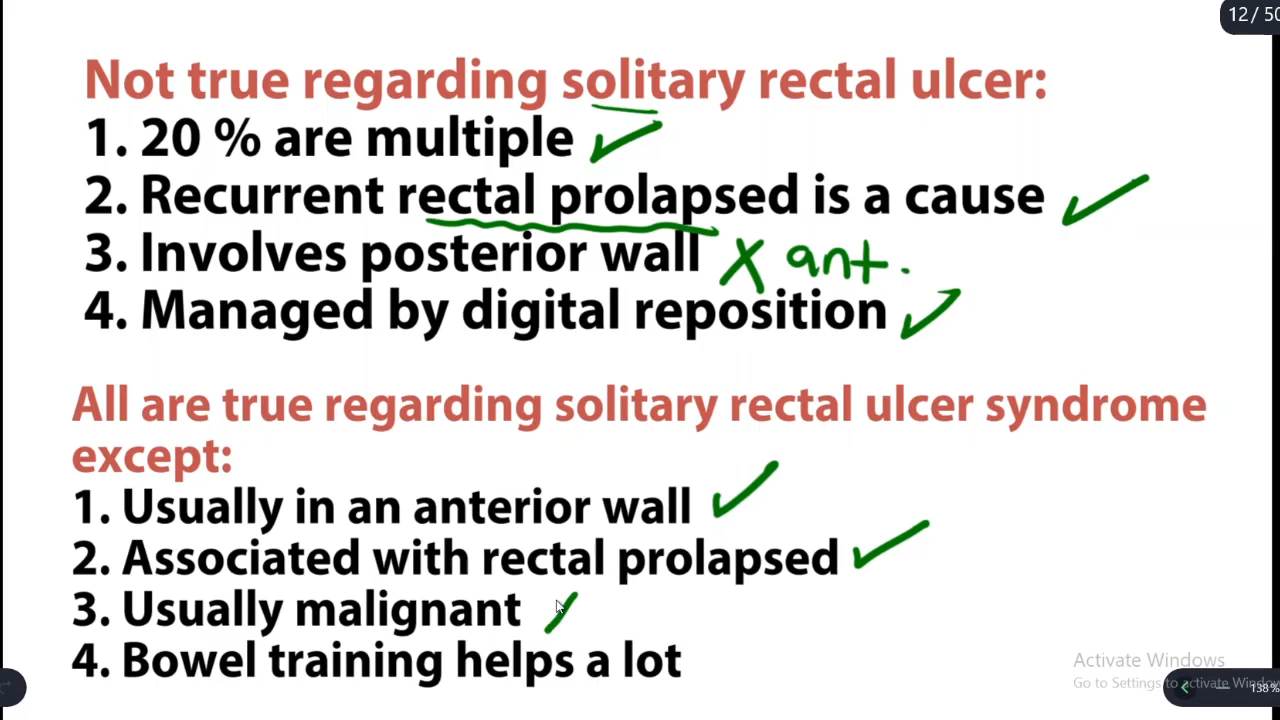 12 / 50
Not true regarding solitary rectal ulcer:
1. 20 % are multiple
2. Recurrent rectal prolapsed is a cause
3. Involves posterior wall X ant.
4. Managed by digital reposition
All are true regarding solitary rectal ulcer syndrome
except:
1. Usually in an anterior wall
2. Associated with rectal prolapsed
3. Usually malignant
4. Bowel training helps a lot
Activate Windows
Go to Settings to activate Windows
138%